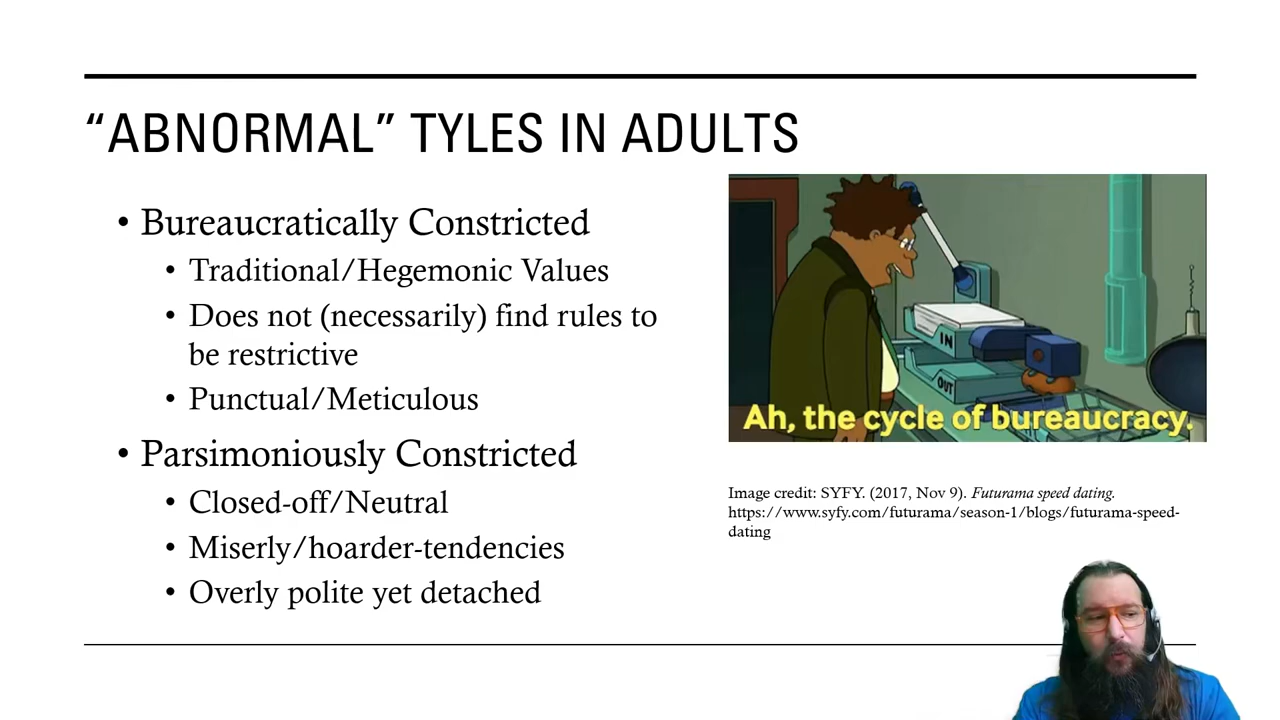 “ABNORMAL” TYLES IN ADULTS
• Bureaucratically Constricted
• Traditional/Hegemonic Values
• Does not (necessarily) find rules to
be restrictive
• Punctual/Meticulous
• Parsimoniously Constricted
• Closed-off/Neutral
• Miserly/hoarder-tendencies
• Overly polite yet detached
IN
OUT
Ah, the cycle of bureaucracy.
Image credit: SYFY. (2017, Nov 9). Futurama speed dating.
https://www.syfy.com/futurama/season-1/blogs/futurama-speed-
dating